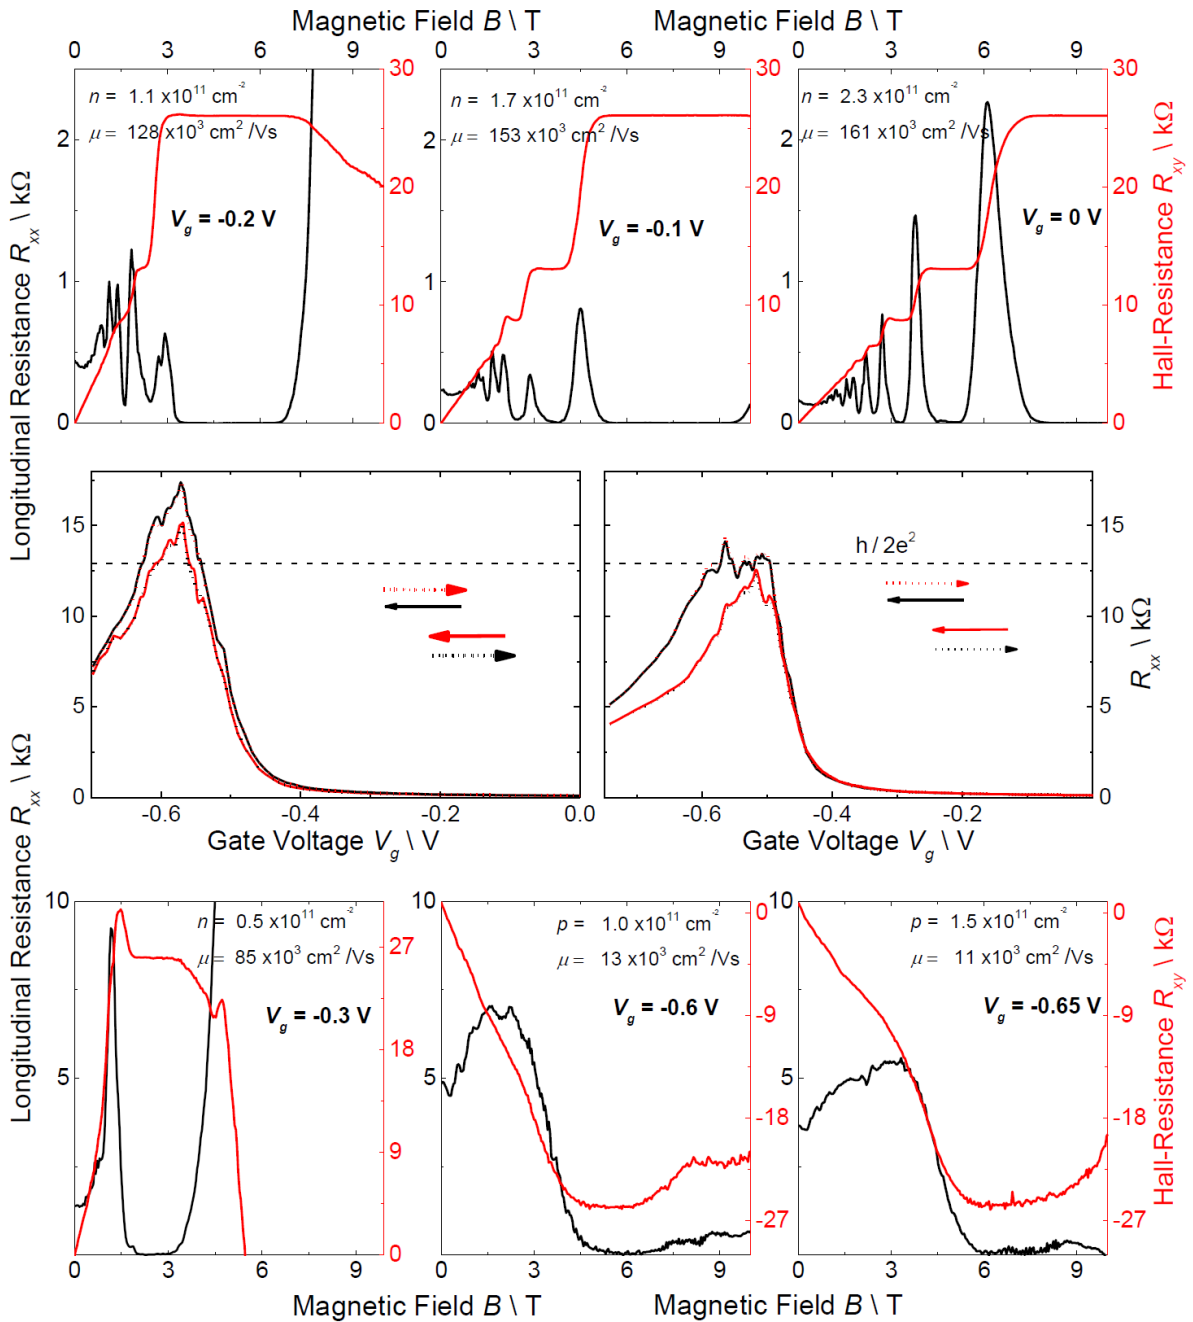 Magnetic Field B \ T
Magnetic Field B \ T
0 3 6 9
0 3 6 9
0 3 6 10
30
30
n = 1.1 x10¹¹ cm⁻²
μ = 128 x10³ cm² /Vs
n = 1.7 x10¹¹ cm⁻²
μ = 153 x10³ cm² /Vs
n = 2.3 x10¹¹ cm⁻²
μ = 161 x10³ cm² /Vs
2
2
2
20
20
V_g = -0.2 V
V_g = -0.1 V
V_g = 0 V
1
1
1
10
10
0
0
0
0
0
Longitudinal Resistance R_xx \ kΩ
Hall-Resistance R_xy \ kΩ
15
10
5
0
h / 2e²
15
10
5
0
R_xx \ kΩ
-0.6 -0.4 -0.2 0.0
-0.6 -0.4 -0.2
Gate Voltage V_g \ V
Gate Voltage V_g \ V
Longitudinal Resistance R_xx \ kΩ
Hall-Resistance R_xy \ kΩ
10
10
10
n = 0.5 x10¹¹ cm⁻²
μ = 85 x10³ cm² /Vs
p = 1.0 x10¹¹ cm⁻²
μ = 13 x10³ cm² /Vs
p = 1.5 x10¹¹ cm⁻²
μ = 11 x10³ cm² /Vs
V_g = -0.3 V
V_g = -0.6 V
V_g = -0.65 V
5
5
5
27
18
9
0
0
-9
-18
-27
0
-9
-18
-27
0 3 6 9
0 3 6 9
0 3 6 9
Magnetic Field B \ T
Magnetic Field B \ T